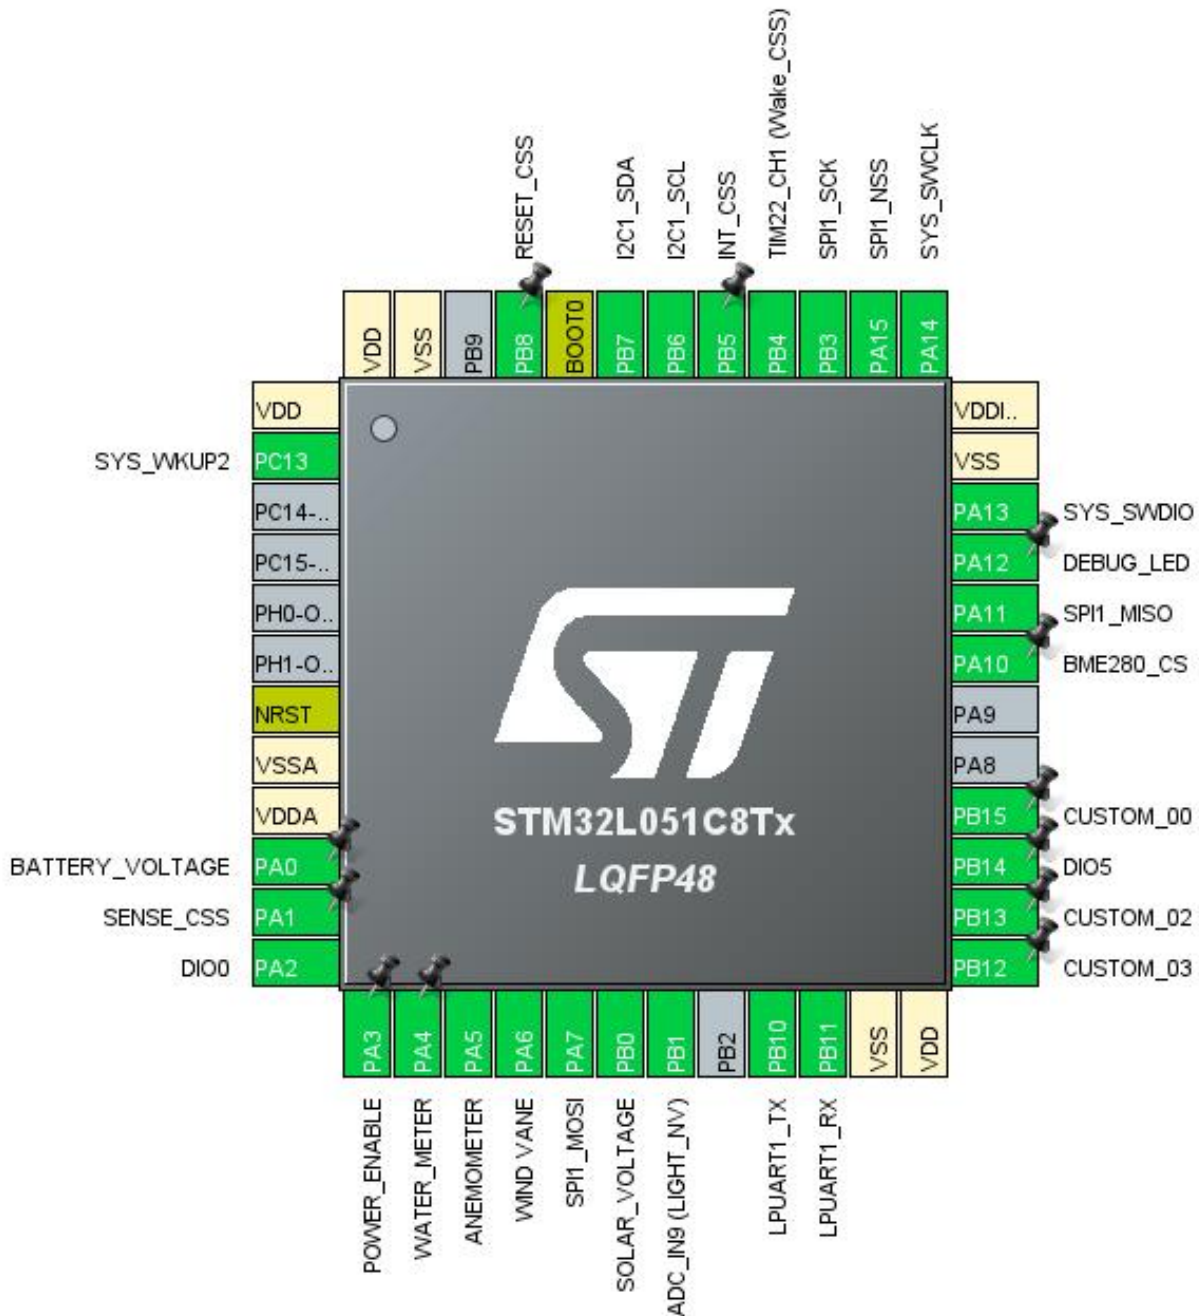 RESET_CSS
I2C1_SDA
I2C1_SCL
INT_CSS
TIM22_CH1 (Wake_CSS)
SPI1_SCK
SPI1_NSS
SYS_SWCLK
VDD
VSS
PB9
PB8
BOOT0
PB7
PB6
PB5
PB4
PB3
PA15
PA14
VDD
SYS_WKUP2 PC13
PC14-..
PC15-..
PH0-O..
PH1-O..
NRST
VSSA
VDDA
BATTERY_VOLTAGE PA0
SENSE_CSS PA1
DIO0 PA2
ST
STM32L051C8Tx
LQFP48
VDDI..
VSS
PA13 SYS_SWDIO
PA12 DEBUG_LED
PA11 SPI1_MISO
PA10 BME280_CS
PA9
PA8
PB15 CUSTOM_00
PB14 DIO5
PB13 CUSTOM_02
PB12 CUSTOM_03
PA3
PA4
PA5
PA6
PA7
PB0
PB1
PB2
PB10
PB11
VSS
VDD
POWER_ENABLE
WATER_METER
ANEMOMETER
WIND VANE
SPI1_MOSI
SOLAR_VOLTAGE
ADC_IN9 (LIGHT_NV)
LPUART1_TX
LPUART1_RX